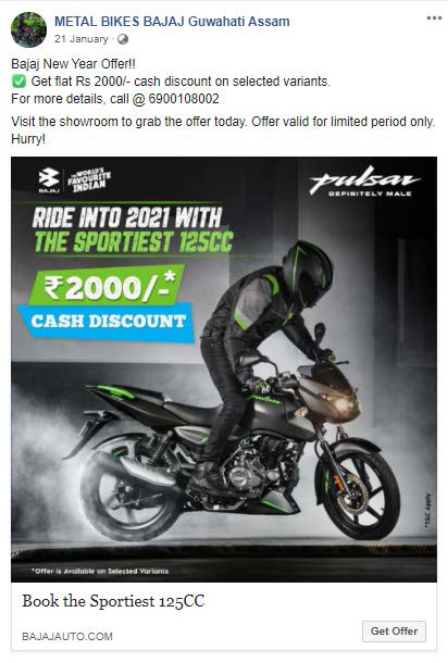 METAL BIKES BAJAJ Guwahati Assam
21 January ·
Bajaj New Year Offer!!
✅ Get flat Rs 2000/- cash discount on selected variants.
For more details, call @ 6900108002
Visit the showroom to grab the offer today. Offer valid for limited period only.
Hurry!
BAJAJ
THE WORLD'S
FAVOURITE
INDIAN
pulsar
DEFINITELY MALE
RIDE INTO 2021 WITH
THE SPORTIEST 125CC
₹2000/-*
CASH DISCOUNT
pulsar
*T&C Apply
*Offer is Available on Selected Variants
Book the Sportiest 125CC
BAJAJAUTO.COM
Get Offer